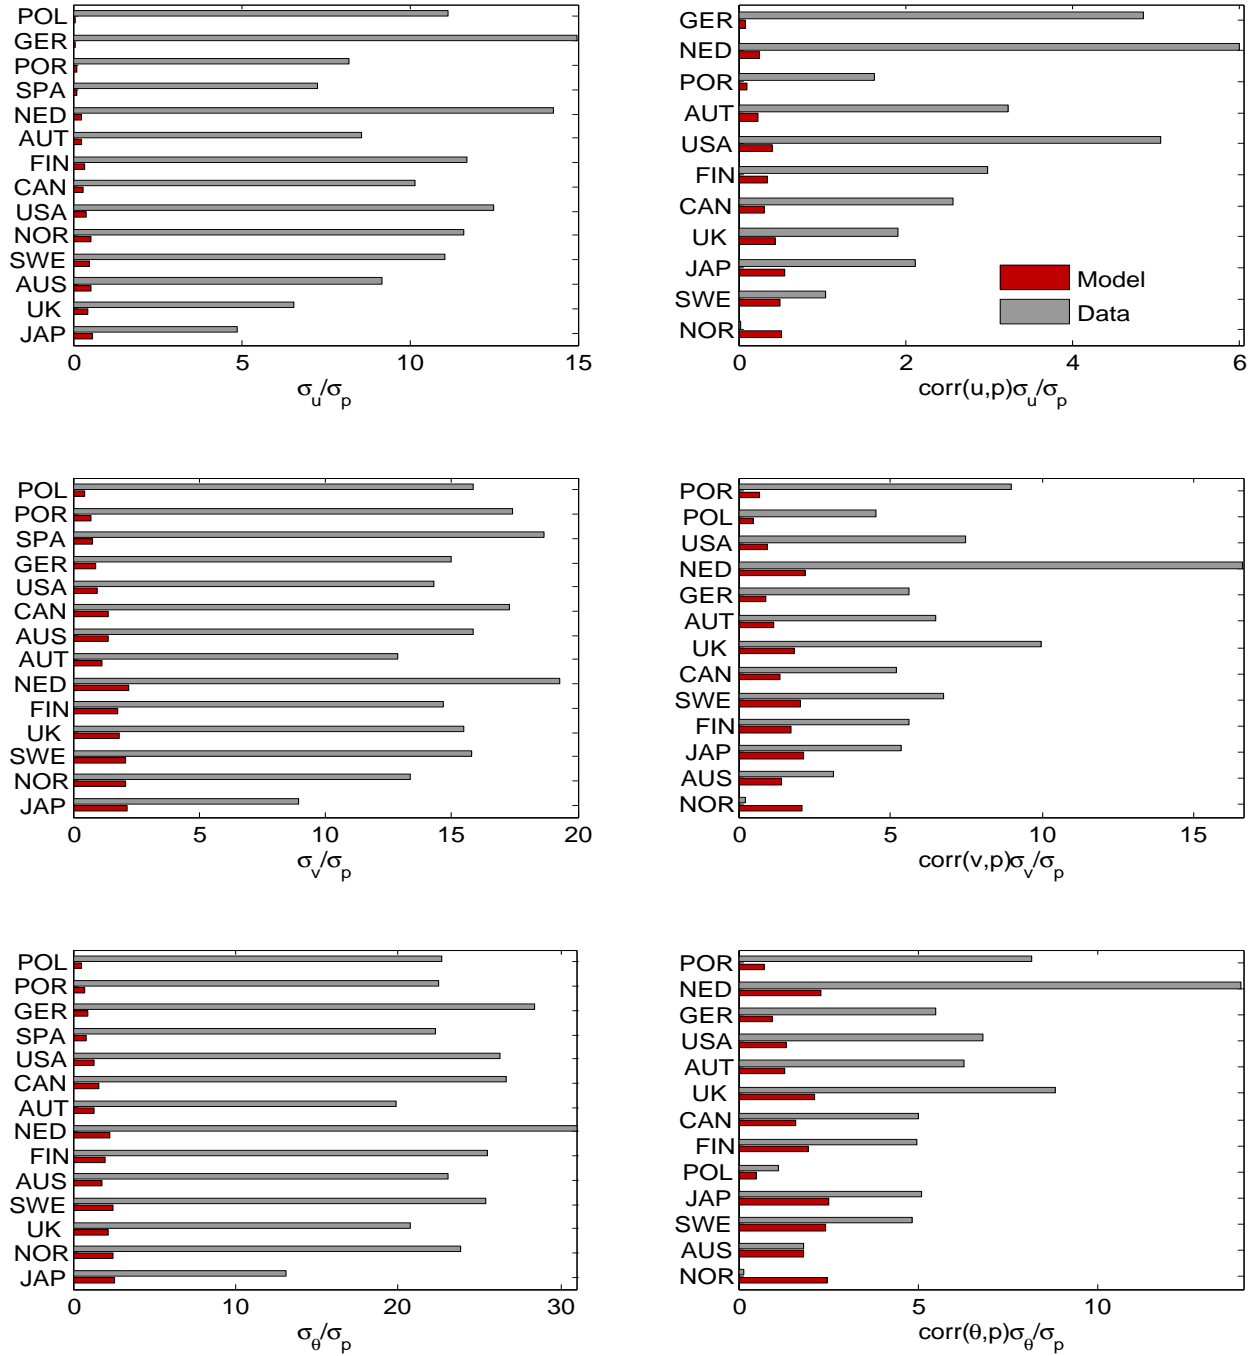 POL
GER
POR
SPA
NED
AUT
FIN
CAN
USA
NOR
SWE
AUS
UK
JAP
0 5 10 15
σu/σp
GER
NED
POR
AUT
USA
FIN
CAN
UK
JAP
SWE
NOR
Model
Data
0 2 4 6
corr(u,p)σu/σp
POL
POR
SPA
GER
USA
CAN
AUS
AUT
NED
FIN
UK
SWE
NOR
JAP
0 5 10 15 20
σv/σp
POR
POL
USA
NED
GER
AUT
UK
CAN
SWE
FIN
JAP
AUS
NOR
0 5 10 15
corr(v,p)σv/σp
POL
POR
GER
SPA
USA
CAN
AUT
NED
FIN
AUS
SWE
UK
NOR
JAP
0 10 20 30
σθ/σp
POR
NED
GER
USA
AUT
UK
CAN
FIN
POL
JAP
SWE
AUS
NOR
0 5 10
corr(θ,p)σθ/σp